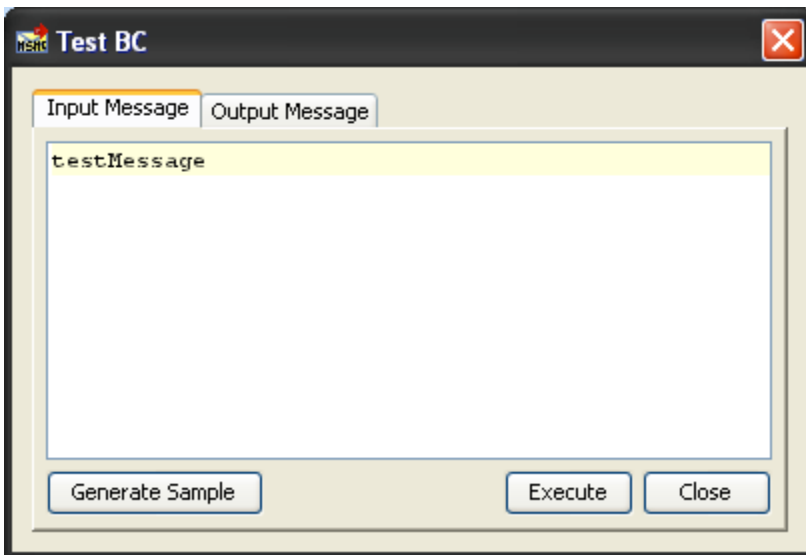 Test BC
Input Message
Output Message
testMessage
Generate Sample
Execute
Close